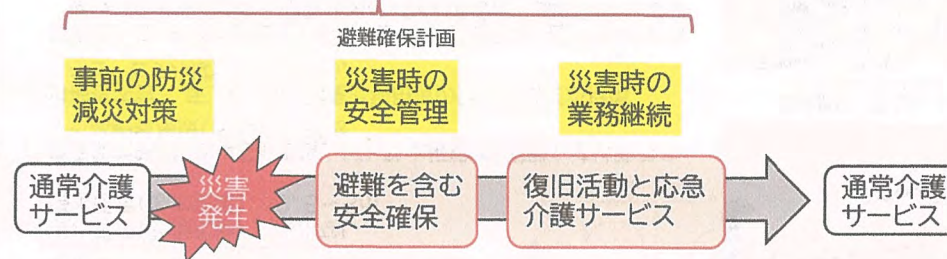 避難確保計画
事前の防災
減災対策
災害時の
安全管理
災害時の
業務継続
通常介護
サービス
災害
発生
避難を含む
安全確保
復旧活動と応急
介護サービス
通常介護
サービス